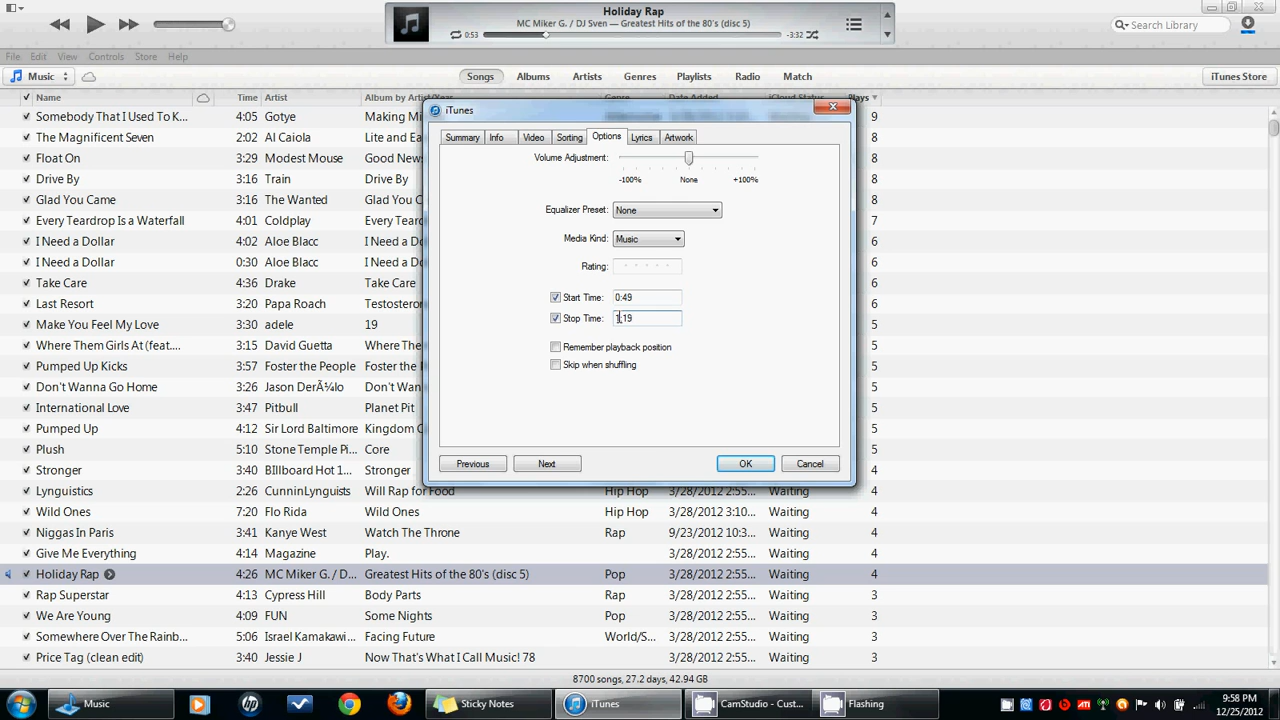 Holiday Rap
MC Miker G. / DJ Sven — Greatest Hits of the 80's (disc 5)
0:53 -3:32
Search Library
File Edit View Controls Store Help
Music Songs Albums Artists Genres Playlists Radio Match iTunes Store
Name Time Artist Album by Artist/Year Genre Date Added iCloud Status Plays
Somebody That I Used To K... 4:05 Gotye Making Mi 9
The Magnificent Seven 4:12 Al Caiola Lite and Ea 8
Float On 3:29 Modest Mouse Good News 8
Drive By 3:16 Train Drive By 8
Glad You Came 3:16 The Wanted Glad You C 8
Every Teardrop Is a Waterfall 4:01 Coldplay Every Tear 7
I Need a Dollar 4:02 Aloe Blacc I Need a D 6
I Need a Dollar 0:30 Aloe Blacc I Need a D 6
Take Care 4:36 Drake Take Care 6
Last Resort 3:20 Papa Roach Testosteron 6
Make You Feel My Love 3:32 adele 19 5
Where Them Girls At (feat.... 3:30 David Guetta Where The 5
Pumped Up Kicks 3:57 Foster the People Foster the 5
Don't Wanna Go Home 3:26 Jason DerÃ¼lo Don't Wan 5
International Love 3:47 Pitbull Planet Pit 5
Pumped Up 4:12 Sir Lord Baltimore Kingdom C 5
Plush 5:10 Stone Temple Pi... Core 5
Stronger 3:36 BIllboard Hot 1... Stronger 4
Lynguistics 2:26 CunninLynguists Will Rap for Food Hip Hop 3/28/2012 2:55... Waiting 4
Wild Ones 7:20 Flo Rida Wild Ones Hip Hop 3/28/2012 3:10... Waiting 4
Niggas In Paris 3:41 Kanye West Watch The Throne Rap 9/23/2012 10:3... Waiting 4
Give Me Everything 4:14 Magazine Play. 3/28/2012 2:55... Waiting 4
Holiday Rap 4:26 MC Miker G. / D... Greatest Hits of the 80's (disc 5) Pop 3/28/2012 2:55... Waiting 4
Rap Superstar 4:13 Cypress Hill Body Parts Rap 3/28/2012 2:55... Waiting 3
We Are Young 4:09 FUN Some Nights Pop 3/28/2012 2:55... Waiting 3
Somewhere Over The Rainb... 5:06 Israel Kamakawi... Facing Future World/S... 3/28/2012 2:55... Waiting 3
Price Tag (clean edit) 3:40 Jessie J Now That's What I Call Music! 78 3/28/2012 2:55... Waiting 3
iTunes
Summary Info Video Sorting Options Lyrics Artwork
Volume Adjustment:
-100% None +100%
Equalizer Preset: None
Media Kind: Music
Rating:
Start Time: 0:49
Stop Time: 1:19
Remember playback position
Skip when shuffling
Previous Next OK Cancel
8700 songs, 27.2 days, 42.94 GB
Music Sticky Notes iTunes CamStudio - Cust... Flashing
9:58 PM
12/25/2012